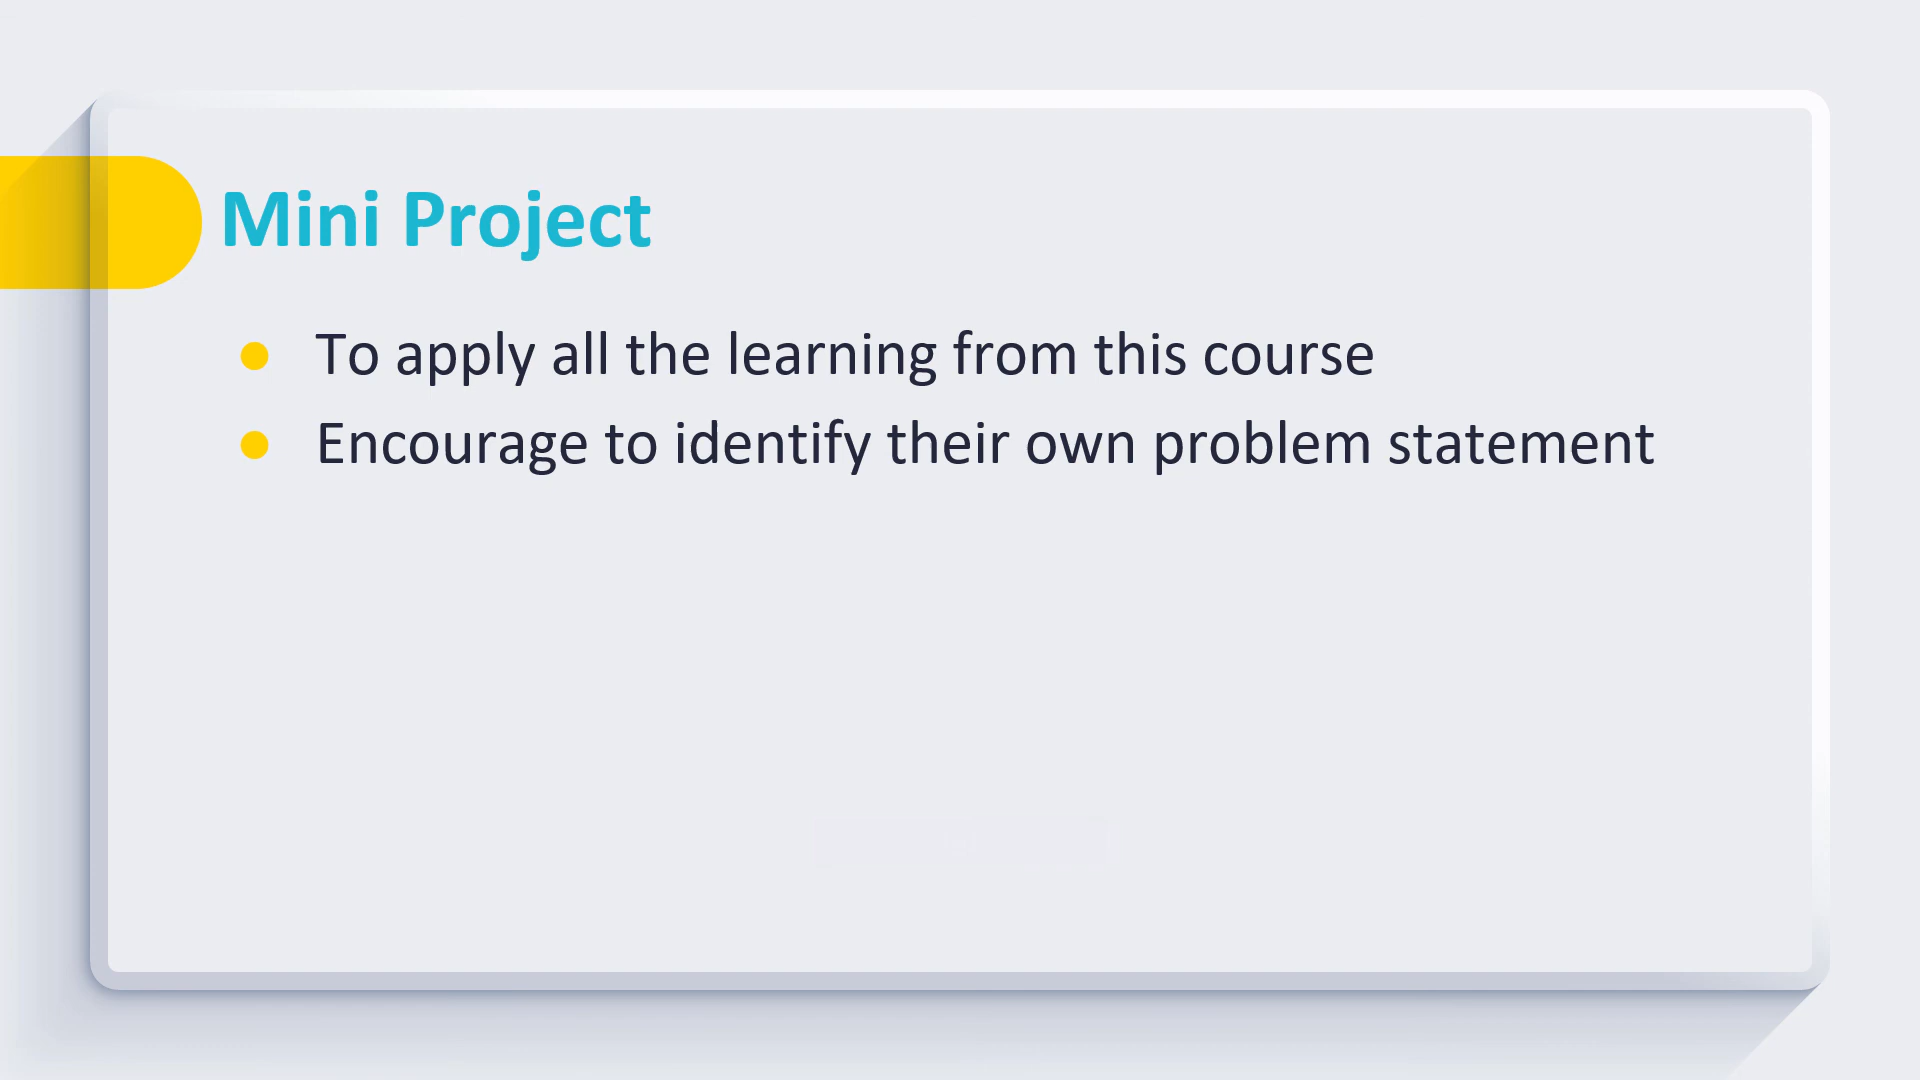 Mini Project
To apply all the learning from this course
Encourage to identify their own problem statement